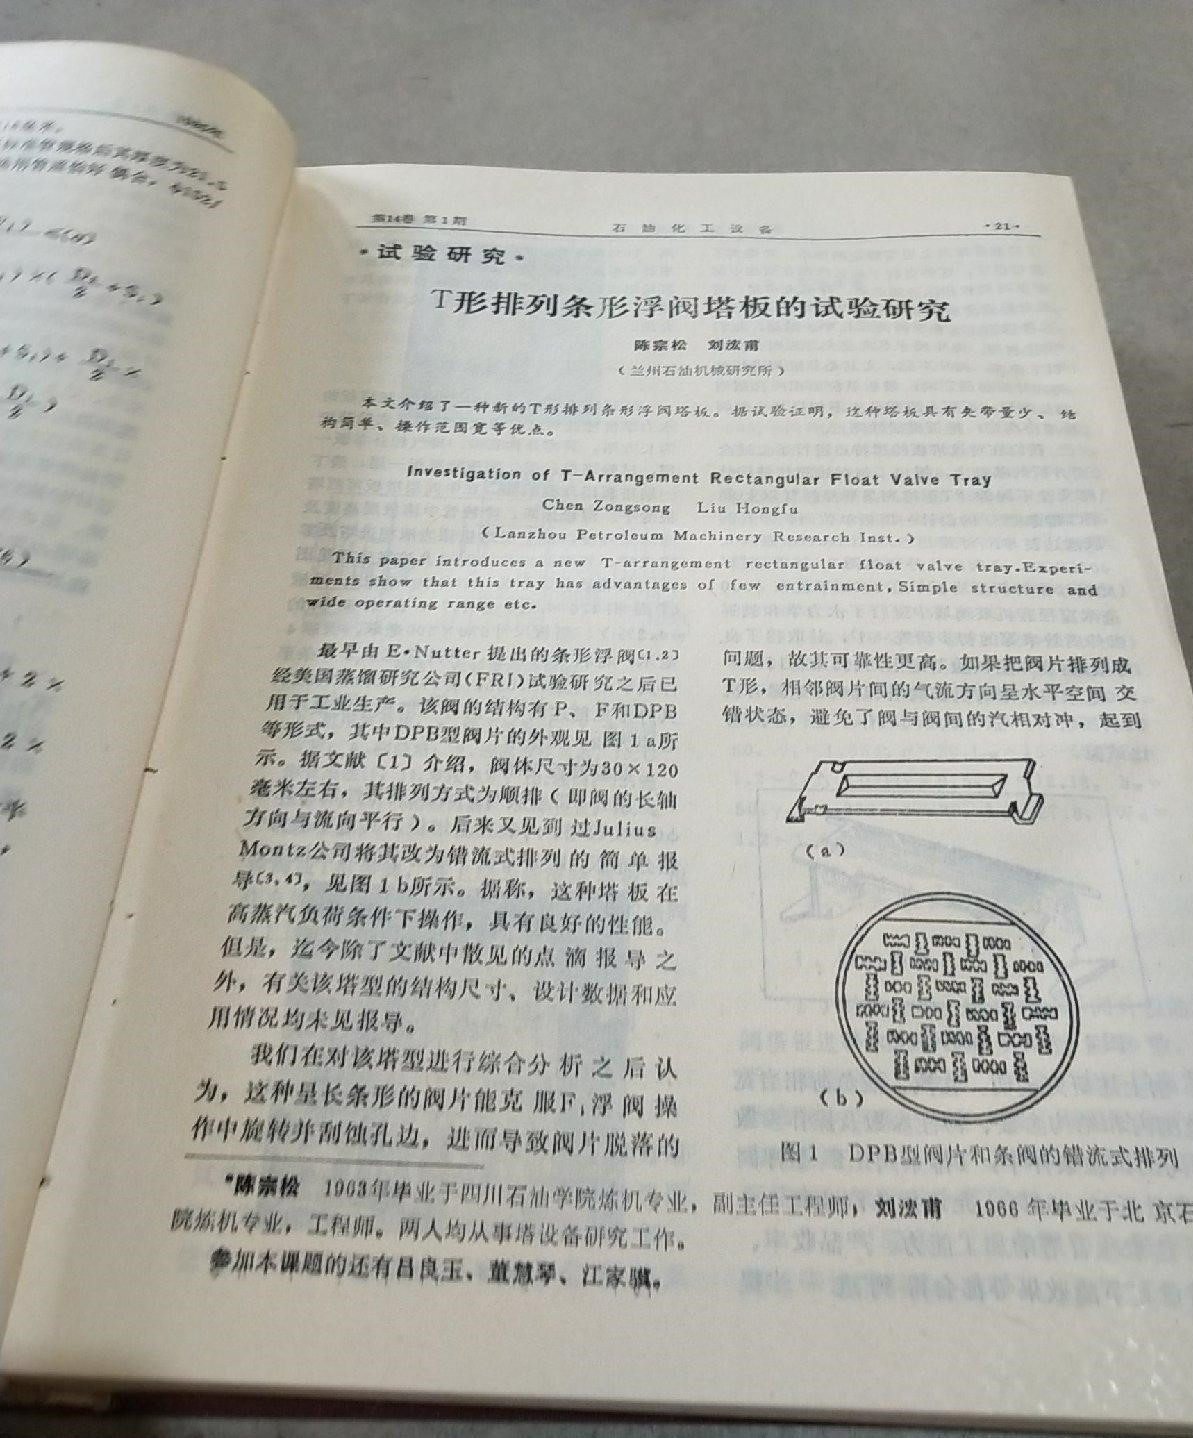 第14卷 第1期 石油化工设备 ·21·
·试验研究·
T形排列条形浮阀塔板的试验研究
陈宗松 刘浤甫
（兰州石油机械研究所）
本文介绍了一种新的T形排列条形浮阀塔板。据试验证明，这种塔板具有夹带量少、结
构简单、操作范围宽等优点。
Investigation of T-Arrangement Rectangular Float Valve Tray
Chen Zongsong Liu Hongfu
(Lanzhou Petroleum Machinery Research Inst.)
This paper introduces a new T-arrangement rectangular float valve tray.Experi-
ments show that this tray has advantages of few entrainment, Simple structure and
wide operating range etc.
最早由E·Nutter提出的条形浮阀〔1,2〕
经美国蒸馏研究公司(FRI)试验研究之后已
用于工业生产。该阀的结构有P、F和DPB
等形式，其中DPB型阀片的外观见图1a所
示。据文献〔1〕介绍，阀体尺寸为30×120
毫米左右，其排列方式为顺排（即阀的长轴
方向与流向平行）。后来又见到过Julius
Montz公司将其改为错流式排列的简单报
导〔3,4〕，见图1b所示。据称，这种塔板在
高蒸汽负荷条件下操作，具有良好的性能。
但是，迄今除了文献中散见的点滴报导之
外，有关该塔型的结构尺寸、设计数据和应
用情况均未见报导。
我们在对该塔型进行综合分析之后认
为，这种呈长条形的阀片能克服F₁浮阀操
作中旋转并刮蚀孔边，进而导致阀片脱落的
问题，故其可靠性更高。如果把阀片排列成
T形，相邻阀片间的气流方向呈水平空间交
错状态，避免了阀与阀间的汽相对冲，起到
(a)
(b)
图1 DPB型阀片和条阀的错流式排列
*陈宗松 1963年毕业于四川石油学院炼机专业，副主任工程师；刘浤甫 1966年毕业于北京石
院炼机专业，工程师。两人均从事塔设备研究工作。
参加本课题的还有吕良玉、董慧琴、江家骥。